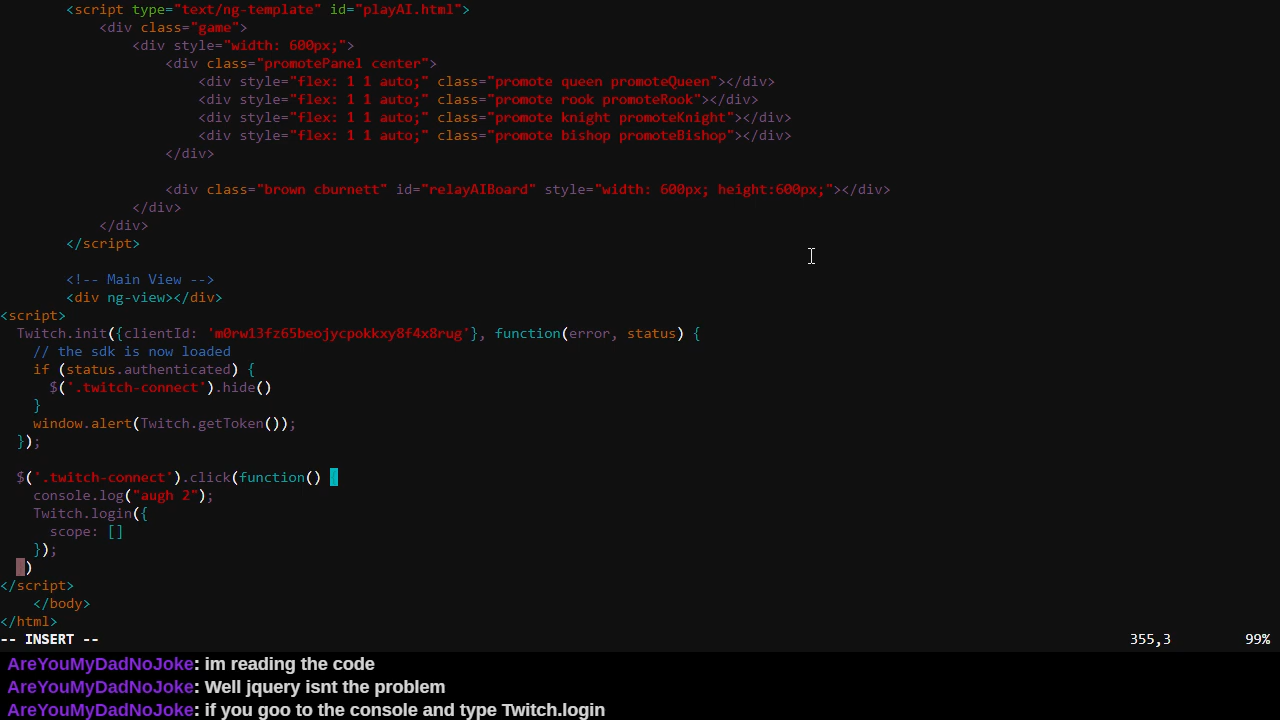 <script type="text/ng-template" id="playAI.html">
<div class="game">
<div style="width: 600px;">
<div class="promotePanel center">
<div style="flex: 1 1 auto;" class="promote queen promoteQueen"></div>
<div style="flex: 1 1 auto;" class="promote rook promoteRook"></div>
<div style="flex: 1 1 auto;" class="promote knight promoteKnight"></div>
<div style="flex: 1 1 auto;" class="promote bishop promoteBishop"></div>
</div>
<div class="brown cburnett" id="relayAIBoard" style="width: 600px; height:600px;"></div>
</div>
</div>
</script>
<!-- Main View -->
<div ng-view></div>
<script>
Twitch.init({clientId: 'm0rw13fz65beojycpokkxy8f4x8rug'}, function(error, status) {
// the sdk is now loaded
if (status.authenticated) {
$('.twitch-connect').hide()
}
window.alert(Twitch.getToken());
});
$('.twitch-connect').click(function() {
console.log("augh 2");
Twitch.login({
scope: []
});
})
</script>
</body>
</html>
-- INSERT -- 355,3 99%
AreYouMyDadNoJoke: im reading the code
AreYouMyDadNoJoke: Well jquery isnt the problem
AreYouMyDadNoJoke: if you goo to the console and type Twitch.login